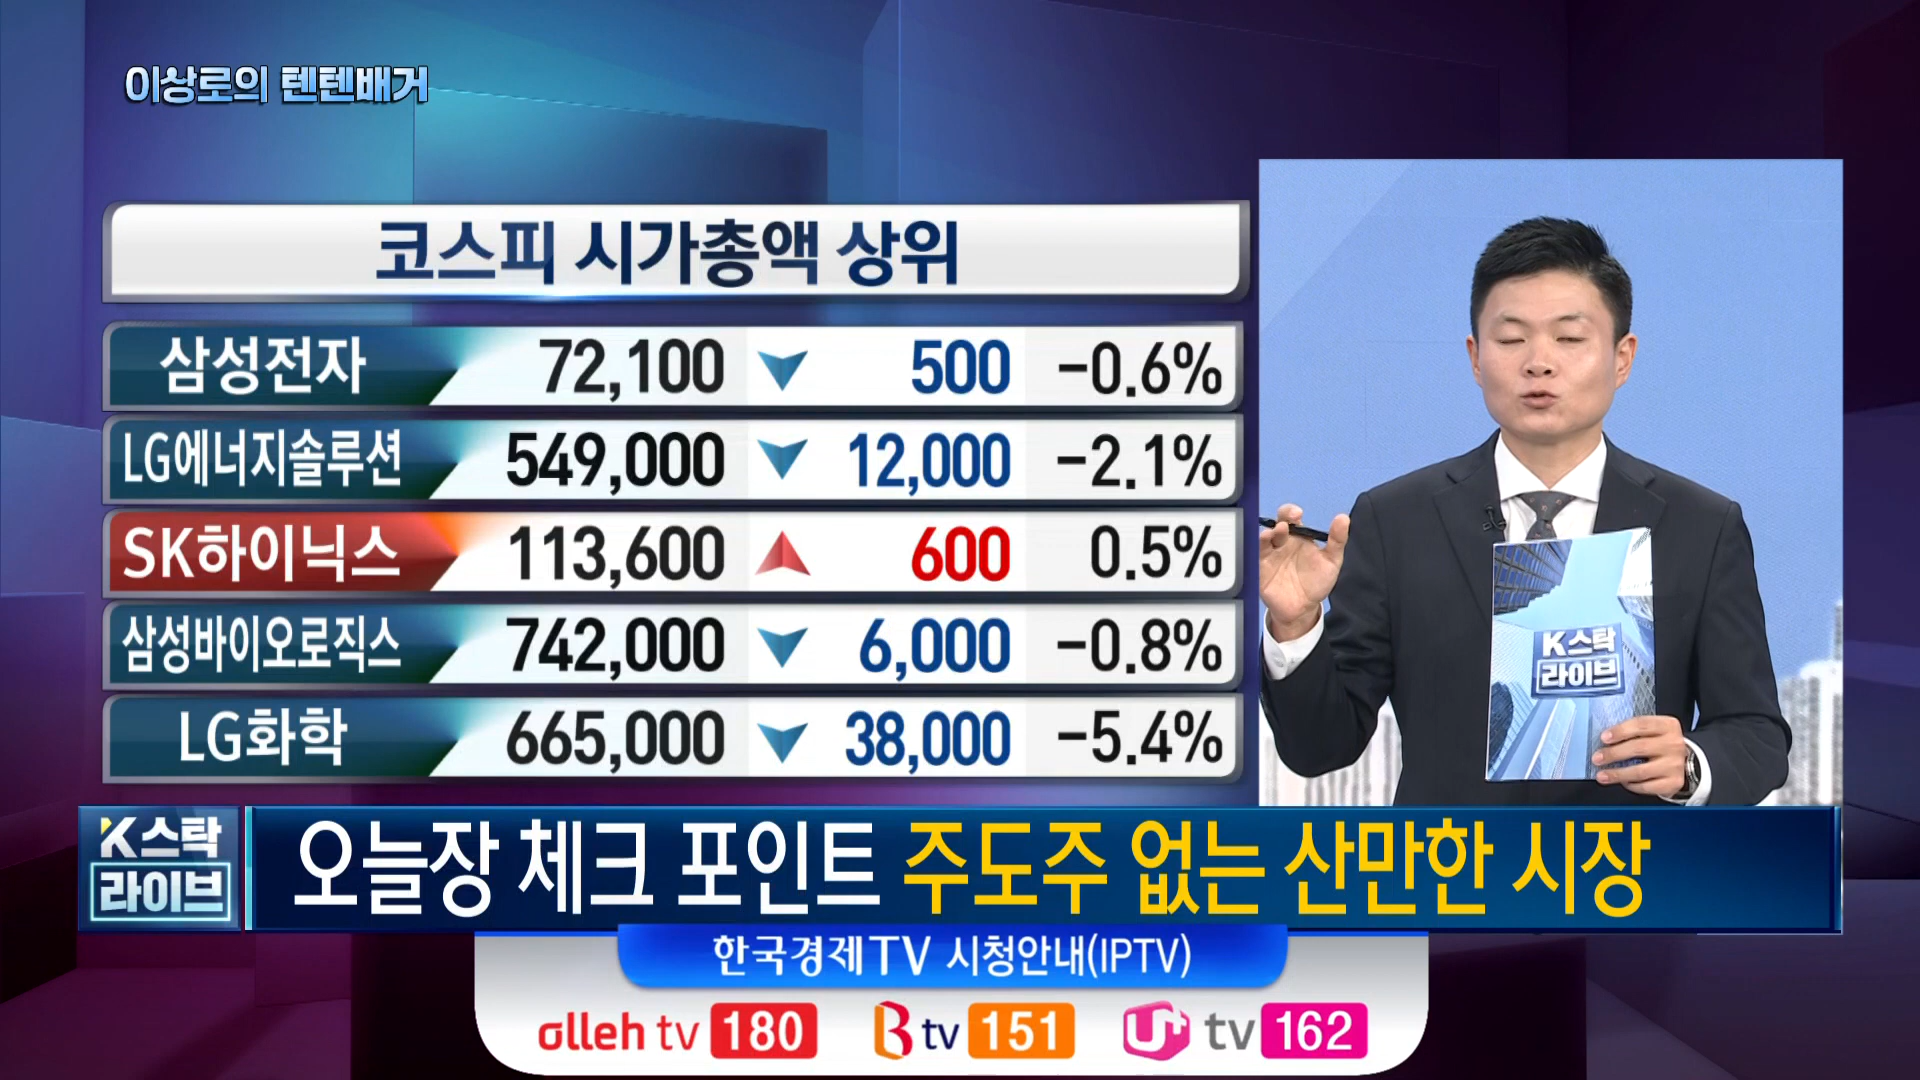 이상로의 텐텐배거
코스피 시가총액 상위
삼성전자 72,100 500 -0.6%
LG에너지솔루션 549,000 12,000 -2.1%
SK하이닉스 113,600 600 0.5%
삼성바이오로직스 742,000 6,000 -0.8%
LG화학 665,000 38,000 -5.4%
K스탁
라이브
K스탁
라이브
오늘장 체크 포인트 주도주 없는 산만한 시장
한국경제TV 시청안내(IPTV)
olleh tv 180 B tv 151 U+ tv 162